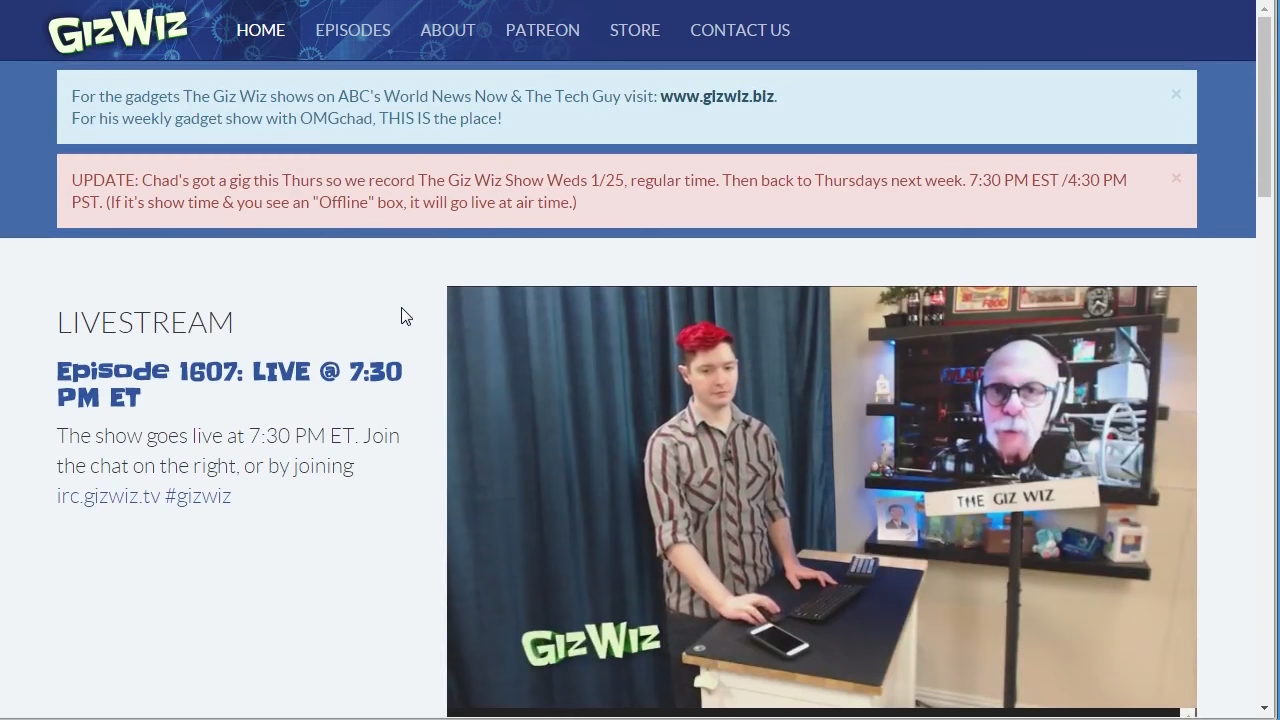 GizWiz
HOME EPISODES ABOUT PATREON STORE CONTACT US
For the gadgets The Giz Wiz shows on ABC's World News Now & The Tech Guy visit: www.gizwiz.biz.
For his weekly gadget show with OMGchad, THIS IS the place!
×
UPDATE: Chad's got a gig this Thurs so we record The Giz Wiz Show Weds 1/25, regular time. Then back to Thursdays next week. 7:30 PM EST /4:30 PM
PST. (If it's show time & you see an "Offline" box, it will go live at air time.)
×
LIVESTREAM
Episode 1607: LIVE @ 7:30
PM ET
The show goes live at 7:30 PM ET. Join
the chat on the right, or by joining
irc.gizwiz.tv #gizwiz
FOOD
THE GIZ WIZ
GizWiz